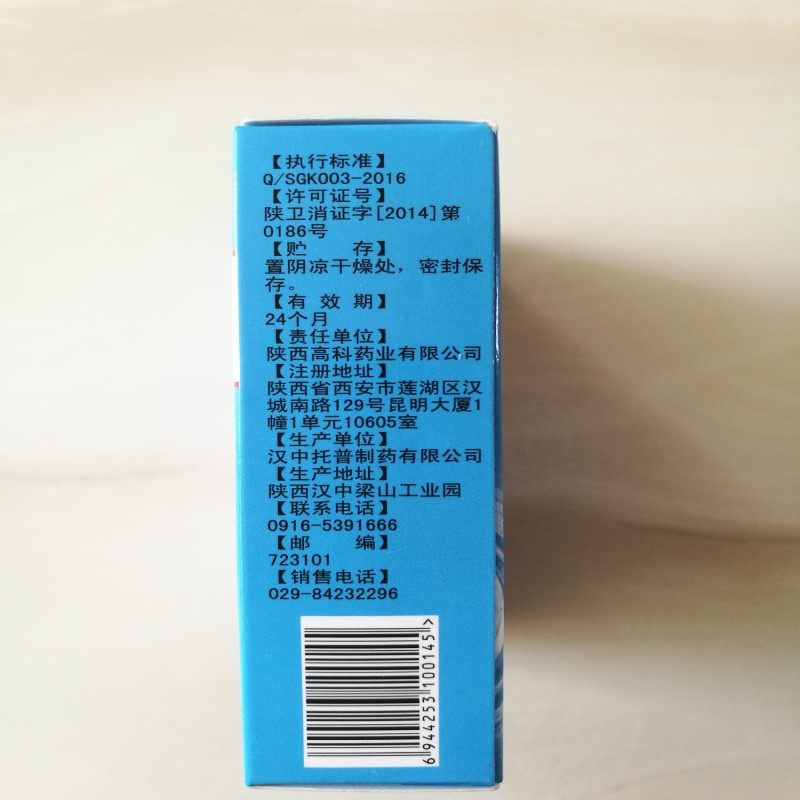 【执行标准】
Q/SGK003-2016
【许可证号】
陕卫消证字[2014]第
0186号
【贮 存】
置阴凉干燥处，密封保
存。
【有 效 期】
24个月
【责任单位】
陕西高科药业有限公司
【注册地址】
陕西省西安市莲湖区汉
城南路129号昆明大厦1
幢1单元10605室
【生产单位】
汉中托普制药有限公司
【生产地址】
陕西汉中梁山工业园
【联系电话】
0916-5391666
【邮 编】
723101
【销售电话】
029-84232296
6 944253 100145 >